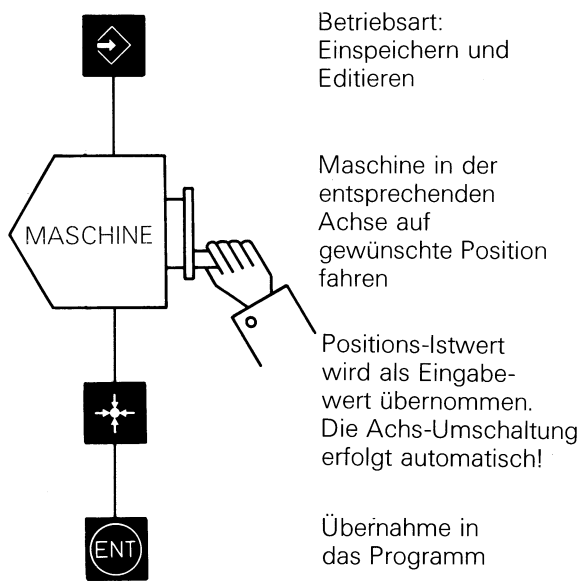 Betriebsart:
Einspeichern und
Editieren
MASCHINE
Maschine in der
entsprechenden
Achse auf
gewünschte Position
fahren
Positions-Istwert
wird als Eingabe-
wert übernommen.
Die Achs-Umschaltung
erfolgt automatisch!
ENT
Übernahme in
das Programm